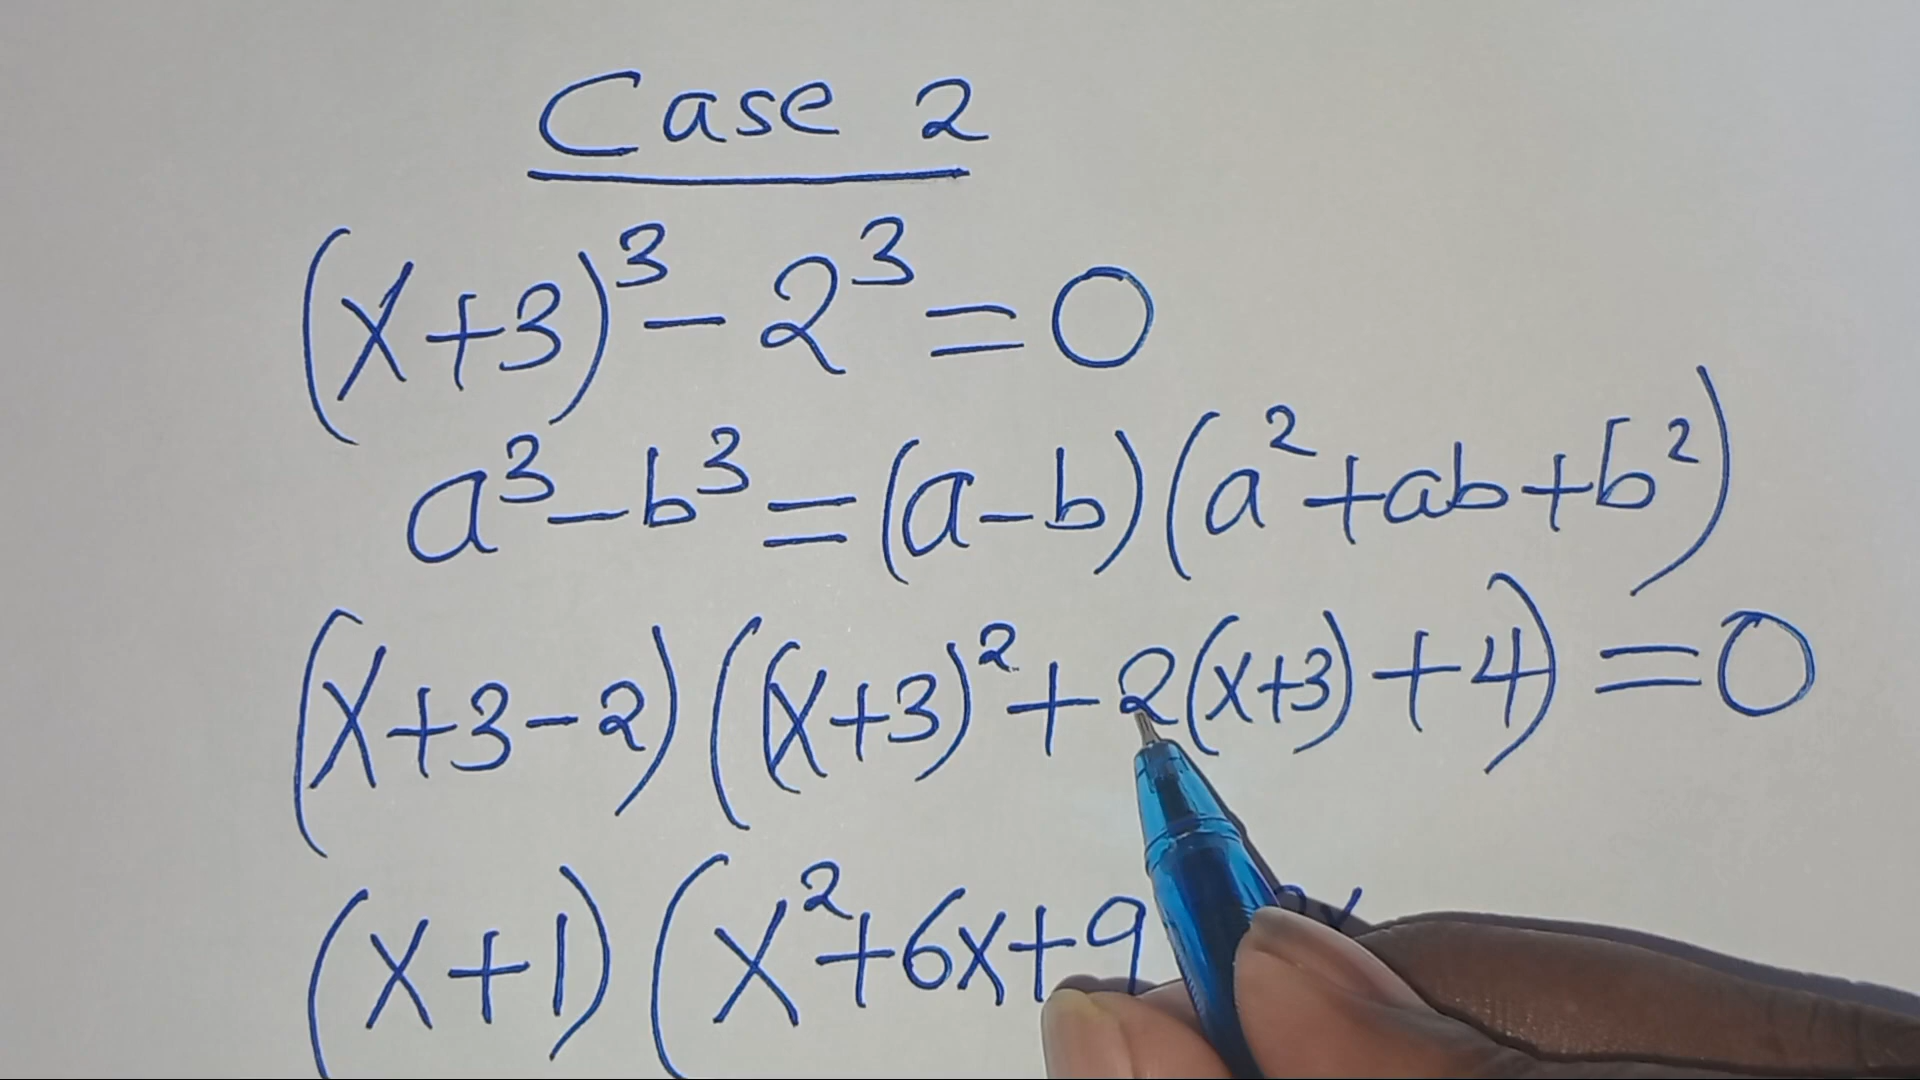 Case 2
(x+3)³-2³=0
a³-b³=(a-b)(a²+ab+b²)
(x+3-2)((x+3)²+2(x+3)+4)=0
(x+1)(x²+6x+9